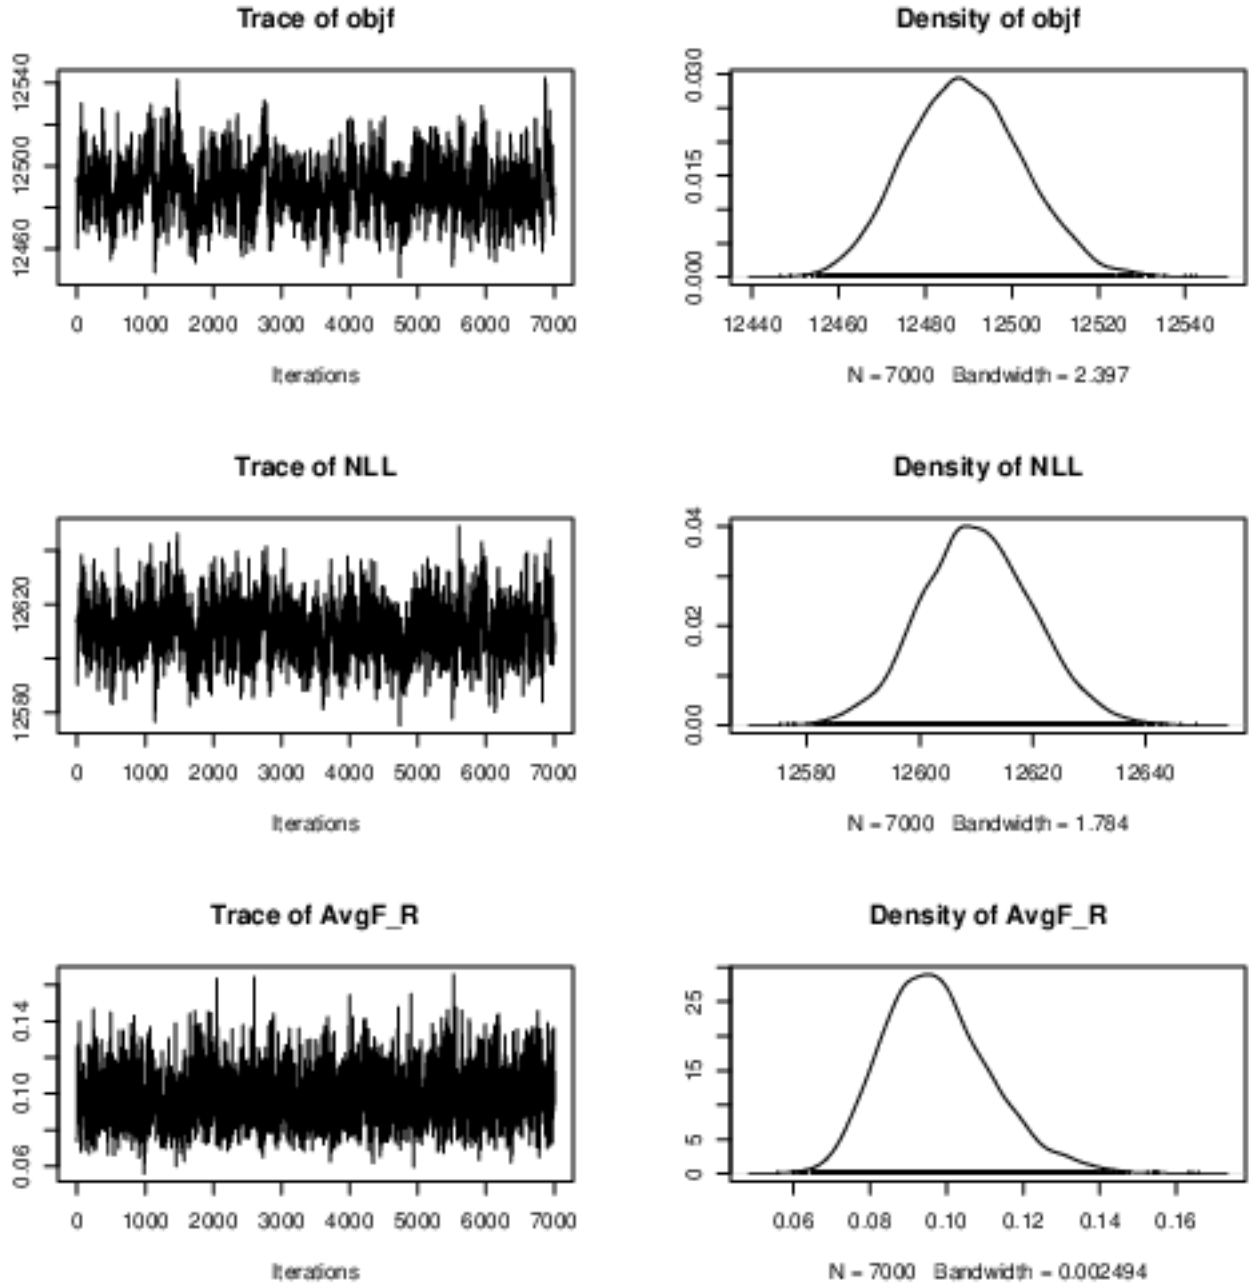 Trace of objf
Density of objf
12460 12500 12540
0 1000 2000 3000 4000 5000 6000 7000
Iterations
0.000 0.015 0.030
12440 12460 12480 12500 12520 12540
N = 7000 Bandwidth = 2.397
Trace of NLL
Density of NLL
12580 12620
0 1000 2000 3000 4000 5000 6000 7000
Iterations
0.00 0.02 0.04
12580 12600 12620 12640
N = 7000 Bandwidth = 1.784
Trace of AvgF_R
Density of AvgF_R
0.06 0.10 0.14
0 1000 2000 3000 4000 5000 6000 7000
Iterations
0 5 15 25
0.06 0.08 0.10 0.12 0.14 0.16
N = 7000 Bandwidth = 0.002494